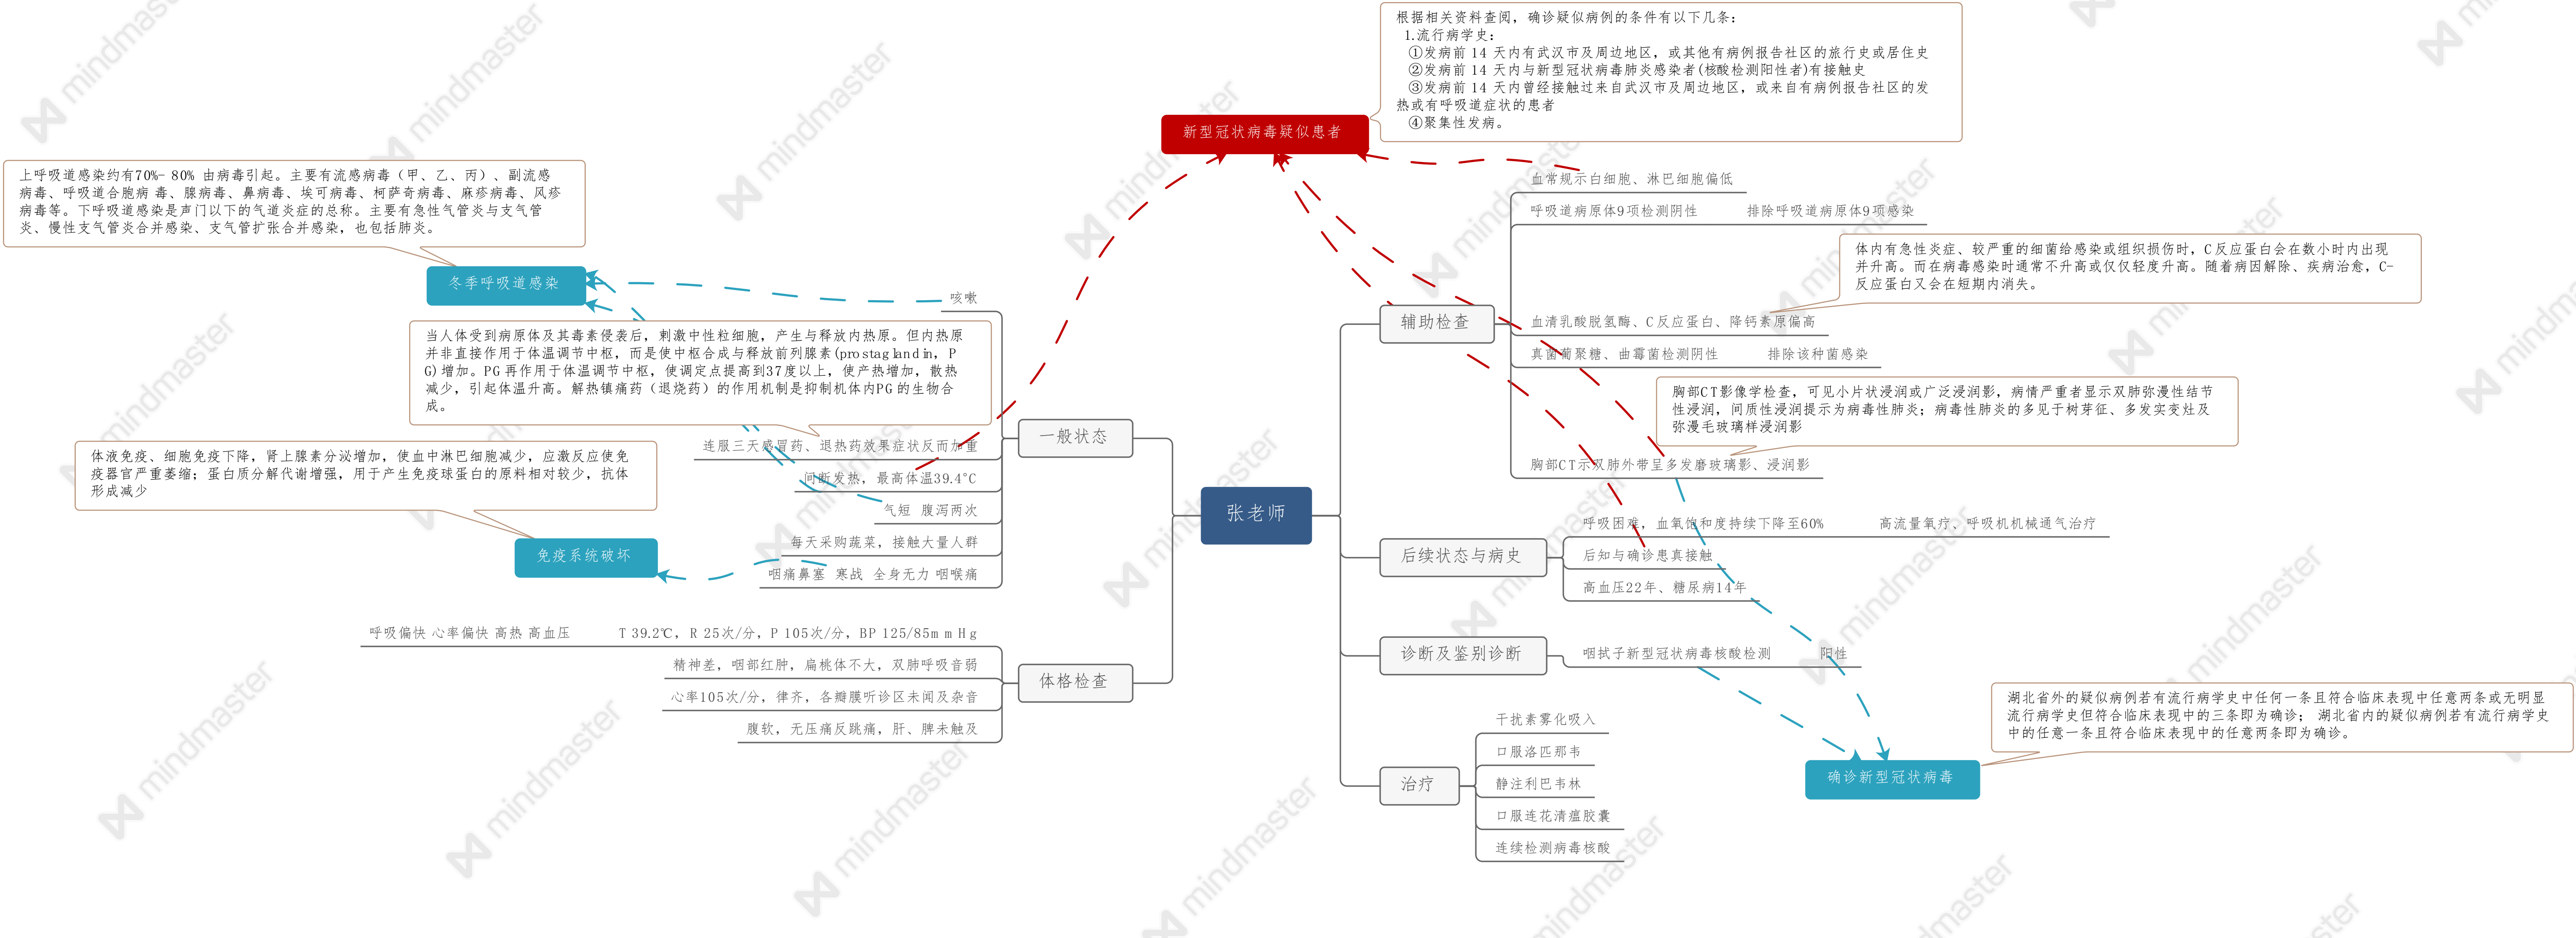 根据相关资料查阅，确诊疑似病例的条件有以下几条：
1.流行病学史：
①发病前 14 天内有武汉市及周边地区，或其他有病例报告社区的旅行史或居住史
②发病前 14 天内与新型冠状病毒肺炎感染者(核酸检测阳性者)有接触史
③发病前 14 天内曾经接触过来自武汉市及周边地区，或来自有病例报告社区的发
热或有呼吸道症状的患者
④聚集性发病。
新型冠状病毒疑似患者
上呼吸道感染约有70%- 80% 由病毒引起。主要有流感病毒（甲、乙、丙）、副流感
病毒、呼吸道合胞病 毒、腺病毒、鼻病毒、埃可病毒、柯萨奇病毒、麻疹病毒、风疹
病毒等。下呼吸道感染是声门以下的气道炎症的总称。主要有急性气管炎与支气管
炎、慢性支气管炎合并感染、支气管扩张合并感染，也包括肺炎。
冬季呼吸道感染
咳嗽
当人体受到病原体及其毒素侵袭后，刺激中性粒细胞，产生与释放内热原。但内热原
并非直接作用于体温调节中枢，而是使中枢合成与释放前列腺素(prostaglandin，P
G)增加。PG 再作用于体温调节中枢，使调定点提高到37度以上，使产热增加，散热
减少，引起体温升高。解热镇痛药（退烧药）的作用机制是抑制机体内PG 的生物合
成。
连服三天感冒药、退热药效果症状反而加重
间断发热，最高体温39.4°C
气短 腹泻两次
每天采购蔬菜，接触大量人群
咽痛鼻塞 寒战 全身无力 咽喉痛
一般状态
体液免疫、细胞免疫下降，肾上腺素分泌增加，使血中淋巴细胞减少，应激反应使免
疫器官严重萎缩；蛋白质分解代谢增强，用于产生免疫球蛋白的原料相对较少，抗体
形成减少
免疫系统破坏
呼吸偏快 心率偏快 高热 高血压
T 39.2℃，R 25次/分，P 105次/分，BP 125/85mmHg
精神差，咽部红肿，扁桃体不大，双肺呼吸音弱
心率105次/分，律齐，各瓣膜听诊区未闻及杂音
腹软，无压痛反跳痛，肝、脾未触及
体格检查
张老师
血常规示白细胞、淋巴细胞偏低
呼吸道病原体9项检测阴性
排除呼吸道病原体9项感染
体内有急性炎症、较严重的细菌给感染或组织损伤时，C反应蛋白会在数小时内出现
并升高。而在病毒感染时通常不升高或仅仅轻度升高。随着病因解除、疾病治愈，C-
反应蛋白又会在短期内消失。
辅助检查
血清乳酸脱氢酶、C反应蛋白、降钙素原偏高
真菌葡聚糖、曲霉菌检测阴性
排除该种菌感染
胸部CT影像学检查，可见小片状浸润或广泛浸润影，病情严重者显示双肺弥漫性结节
性浸润，间质性浸润提示为病毒性肺炎；病毒性肺炎的多见于树芽征、多发实变灶及
弥漫毛玻璃样浸润影
胸部CT示双肺外带呈多发磨玻璃影、浸润影
呼吸困难，血氧饱和度持续下降至60%
高流量氧疗、呼吸机机械通气治疗
后续状态与病史
后知与确诊患真接触
高血压22年、糖尿病14年
诊断及鉴别诊断
咽拭子新型冠状病毒核酸检测
阳性
湖北省外的疑似病例若有流行病学史中任何一条且符合临床表现中任意两条或无明显
流行病学史但符合临床表现中的三条即为确诊； 湖北省内的疑似病例若有流行病学史
中的任意一条且符合临床表现中的任意两条即为确诊。
确诊新型冠状病毒
治疗
干扰素雾化吸入
口服洛匹那韦
静注利巴韦林
口服连花清瘟胶囊
连续检测病毒核酸
mindmaster